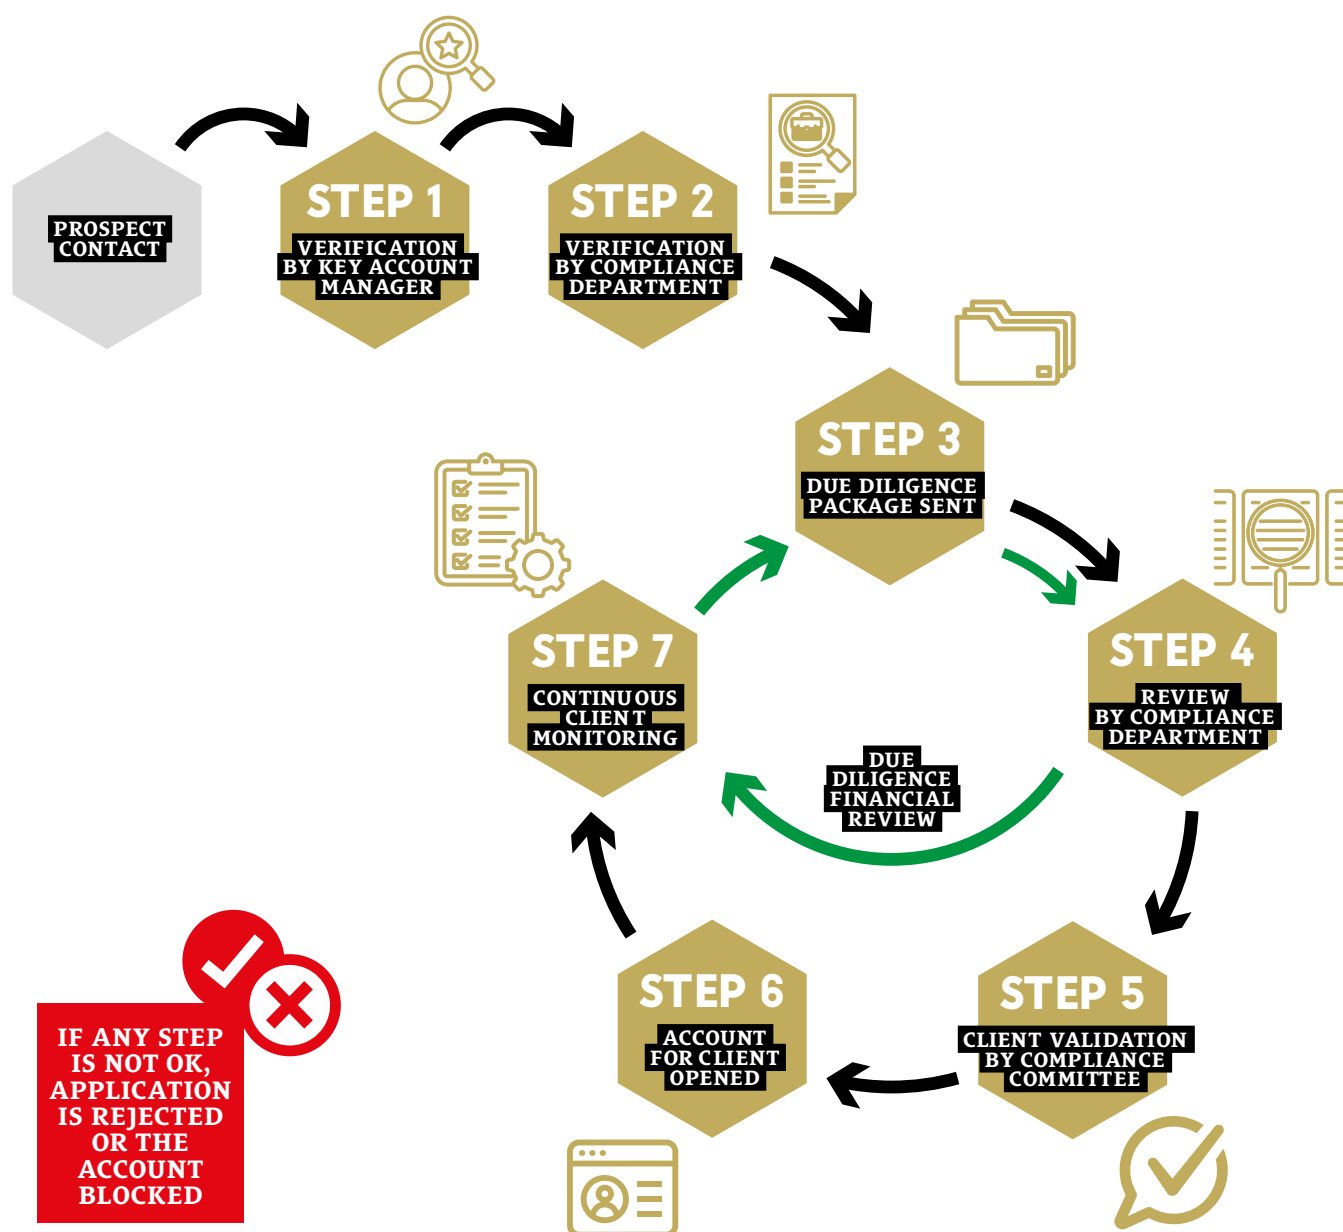 PROSPECT
CONTACT
STEP 1
VERIFICATION
BY KEY ACCOUNT
MANAGER
STEP 2
VERIFICATION
BY COMPLIANCE
DEPARTMENT
STEP 3
DUE DILIGENCE
PACKAGE SENT
STEP 4
REVIEW
BY COMPLIANCE
DEPARTMENT
DUE
DILIGENCE
FINANCIAL
REVIEW
STEP 5
CLIENT VALIDATION
BY COMPLIANCE
COMMITTEE
STEP 6
ACCOUNT
FOR CLIENT
OPENED
STEP 7
CONTINUOUS
CLIENT
MONITORING
IF ANY STEP
IS NOT OK,
APPLICATION
IS REJECTED
OR THE
ACCOUNT
BLOCKED